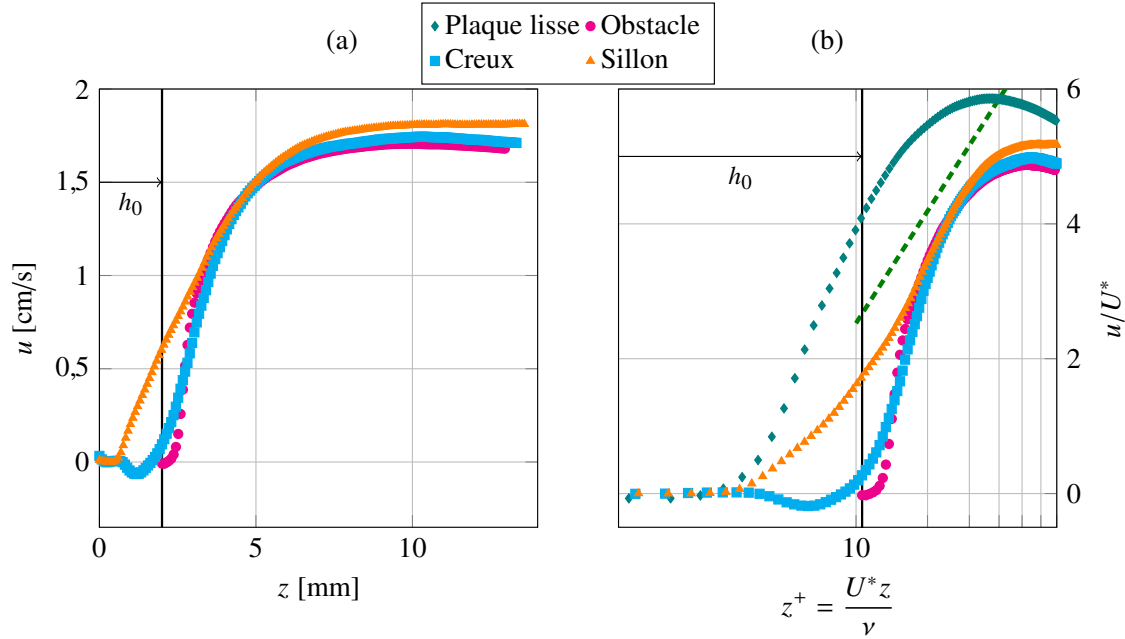 (a)
Plaque lisse Obstacle
Creux Sillon
(b)
2
1,5
1
0,5
0
u [cm/s]
h₀
0 5 10
z [mm]
6
4
2
0
u/U*
h₀
10
z⁺ = U*z / ν